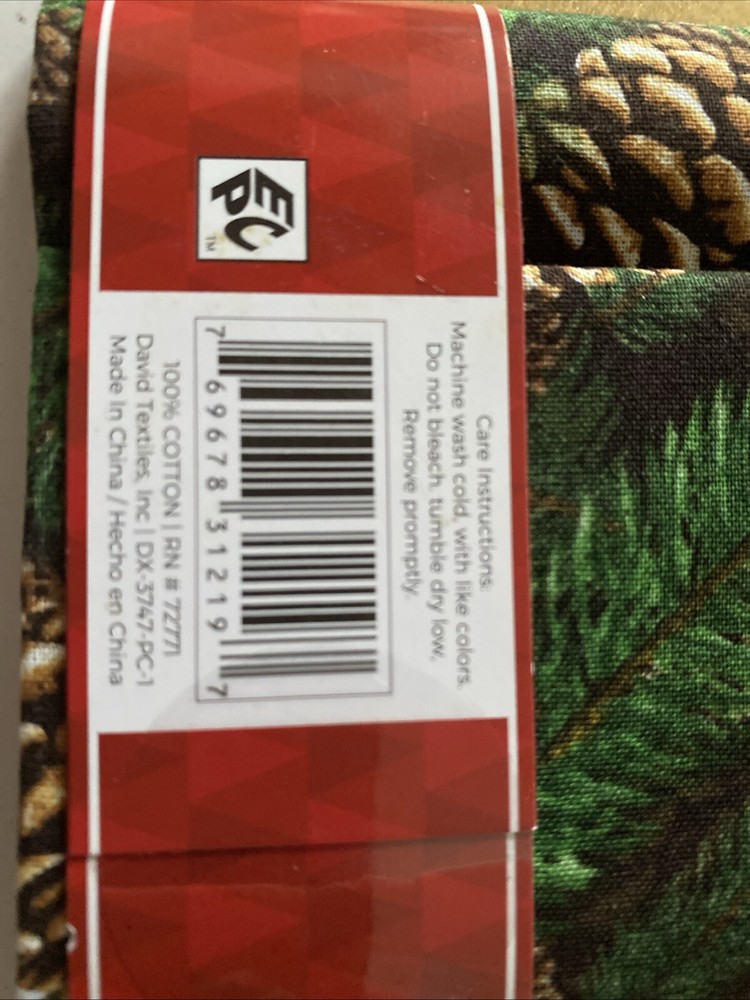 ECP
TM
Care Instructions:
Machine wash cold, with like colors.
Do not bleach, tumble dry low.
Remove promptly.
7 69678 31219 7
100% COTTON | RN # 72771
David Textiles, Inc | DX-3747-PC-1
Made In China / Hecho en China